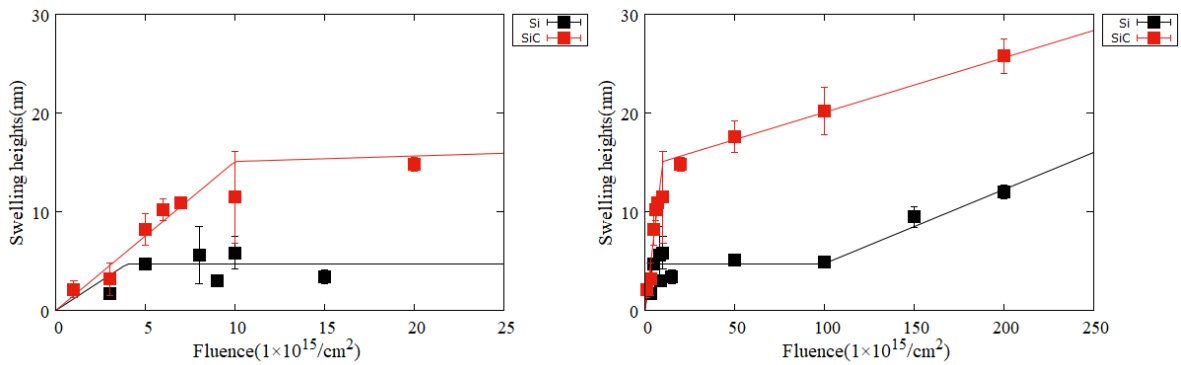 30
20
10
0
Swelling heights(nm)
0 5 10 15 20 25
Fluence(1×10¹⁵/cm²)
Si
SiC
30
20
10
0
Swelling heights(nm)
0 50 100 150 200 250
Fluence(1×10¹⁵/cm²)
Si
SiC